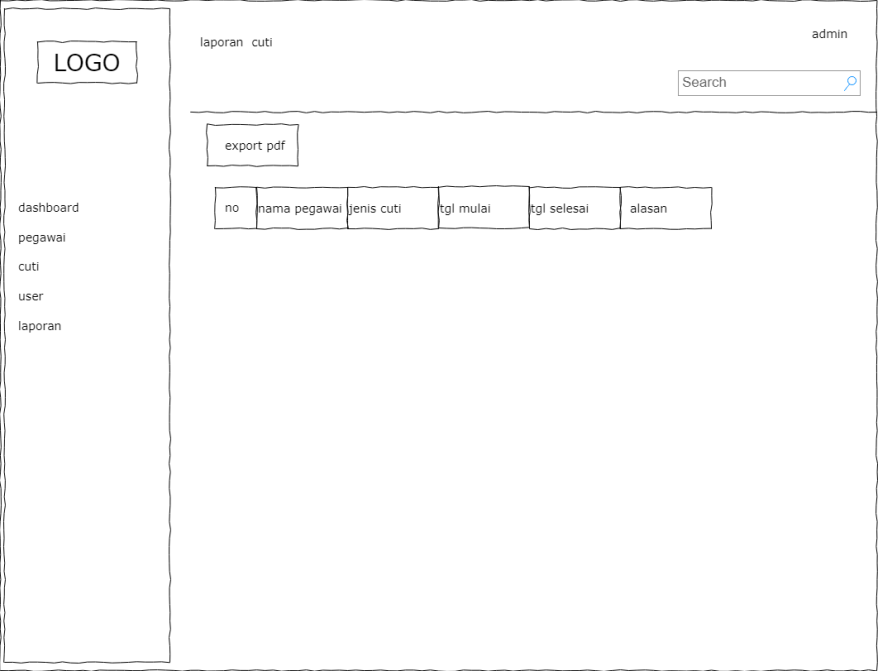 LOGO
dashboard
pegawai
cuti
user
laporan
laporan cuti
admin
Search
export pdf
no nama pegawai jenis cuti tgl mulai tgl selesai alasan